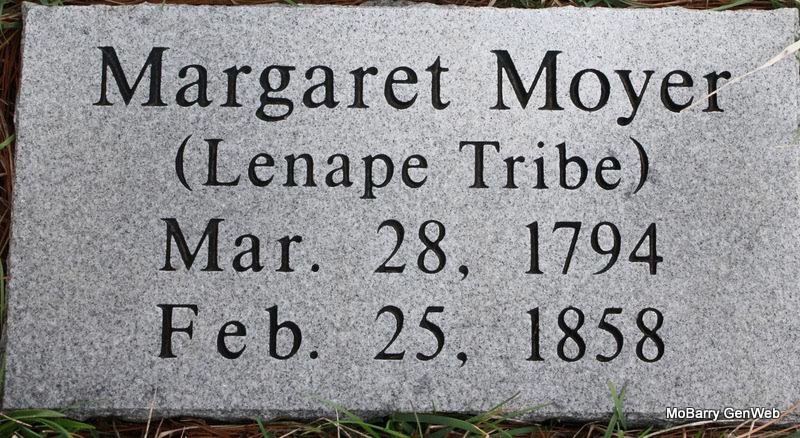 Margaret Moyer
(Lenape Tribe)
Mar. 28, 1794
Feb. 25, 1858
MoBarry GenWeb